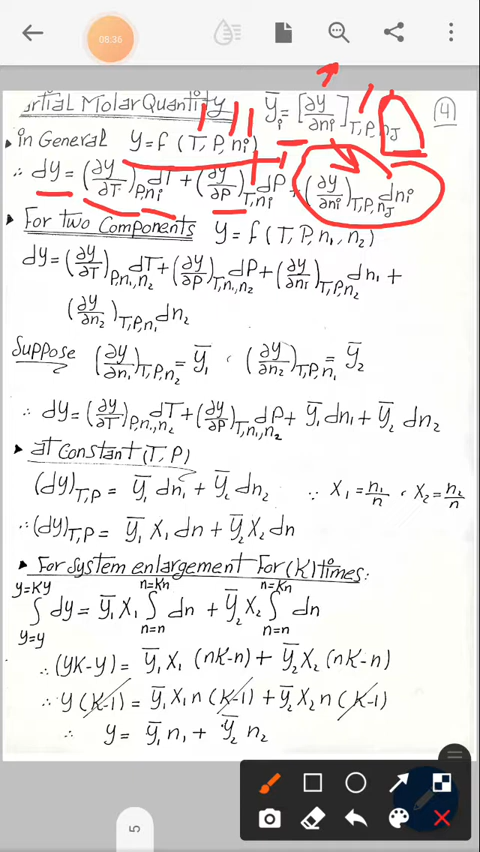 08:36
Partial Molar Quantity ȳᵢ = [∂y/∂nᵢ]T,P,nJ 4
in General y=f(T,P,nᵢ)
∴ dy = (∂y/∂T)P,nᵢ dT + (∂y/∂P)T,nᵢ dP + (∂y/∂nᵢ)T,P,nJ dnᵢ
For two Components y=f(T,P,n₁,n₂)
dy=(∂y/∂T)P,n₁,n₂ dT+(∂y/∂P)T,n₁,n₂ dP+(∂y/∂n₁)T,P,n₂ dn₁+
(∂y/∂n₂)T,P,n₁ dn₂
Suppose (∂y/∂n₁)T,P,n₂ = ȳ₁ , (∂y/∂n₂)T,P,n₁ = ȳ₂
∴ dy=(∂y/∂T)P,n₁,n₂ dT+(∂y/∂P)T,n₁,n₂ dP+ ȳ₁ dn₁+ȳ₂ dn₂
at Constant (T,P)
(dy)T,P = ȳ₁ dn₁ + ȳ₂ dn₂ ∵ X₁=n₁/n , X₂=n₂/n
∴(dy)T,P= ȳ₁ X₁ dn+ȳ₂ X₂ dn
For system enlargement For(K)times:
y=Ky n=Kn n=Kn
∫dy = ȳ₁ X₁ ∫dn + ȳ₂ X₂ ∫dn
y=y n=n n=n
∴(yK-y)= ȳ₁ X₁ (nK-n)+ ȳ₂ X₂ (nK-n)
∴ y(K-1)= ȳ₁ X₁ n(K-1)+ȳ₂ X₂ n(K-1)
∴ y= ȳ₁ n₁ + ȳ₂ n₂
5